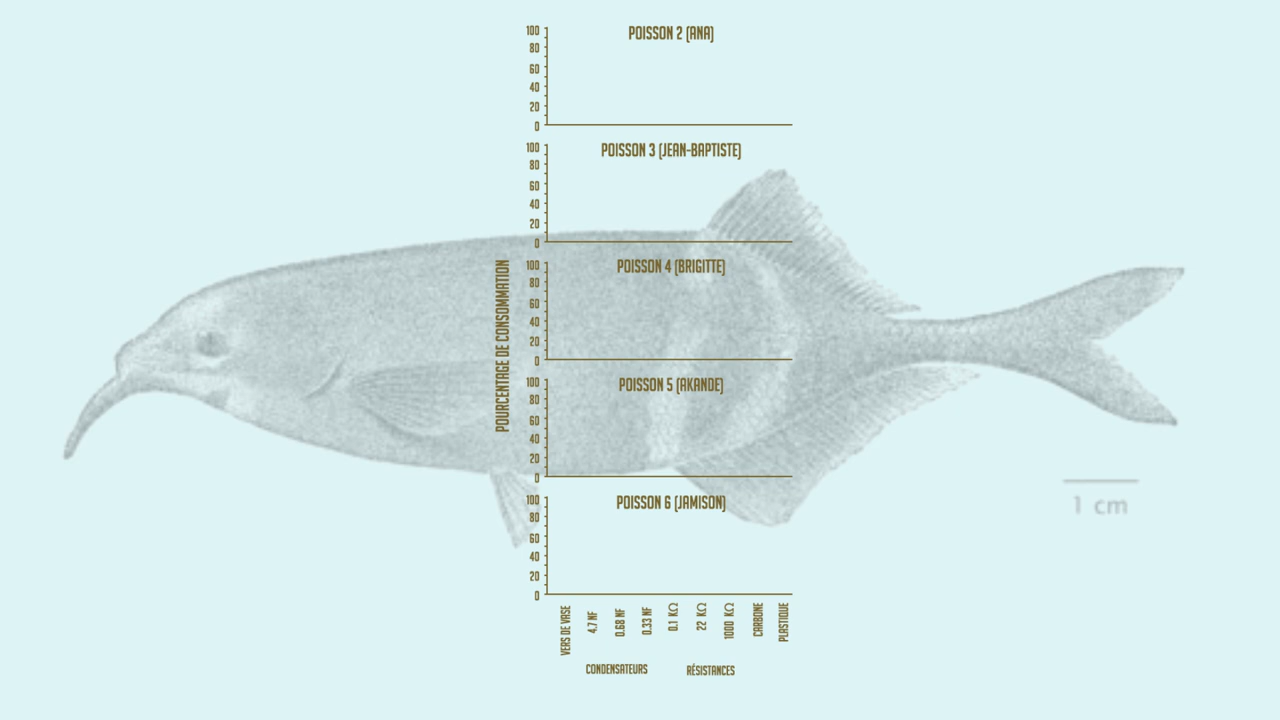 POISSON 2 (ANA)
100
80
60
40
20
0
POISSON 3 (JEAN-BAPTISTE)
100
80
60
40
20
0
POURCENTAGE DE CONSOMMATION
POISSON 4 (BRIGITTE)
100
80
60
40
20
0
POISSON 5 (AKANDE)
100
80
60
40
20
0
POISSON 6 (JAMISON)
100
80
60
40
20
0
VERS DE VASE
4.7 NF
0.68 NF
0.33 NF
0.1 KΩ
22 KΩ
1000 KΩ
CARBONE
PLASTIQUE
CONDENSATEURS
RÉSISTANCES
1 cm